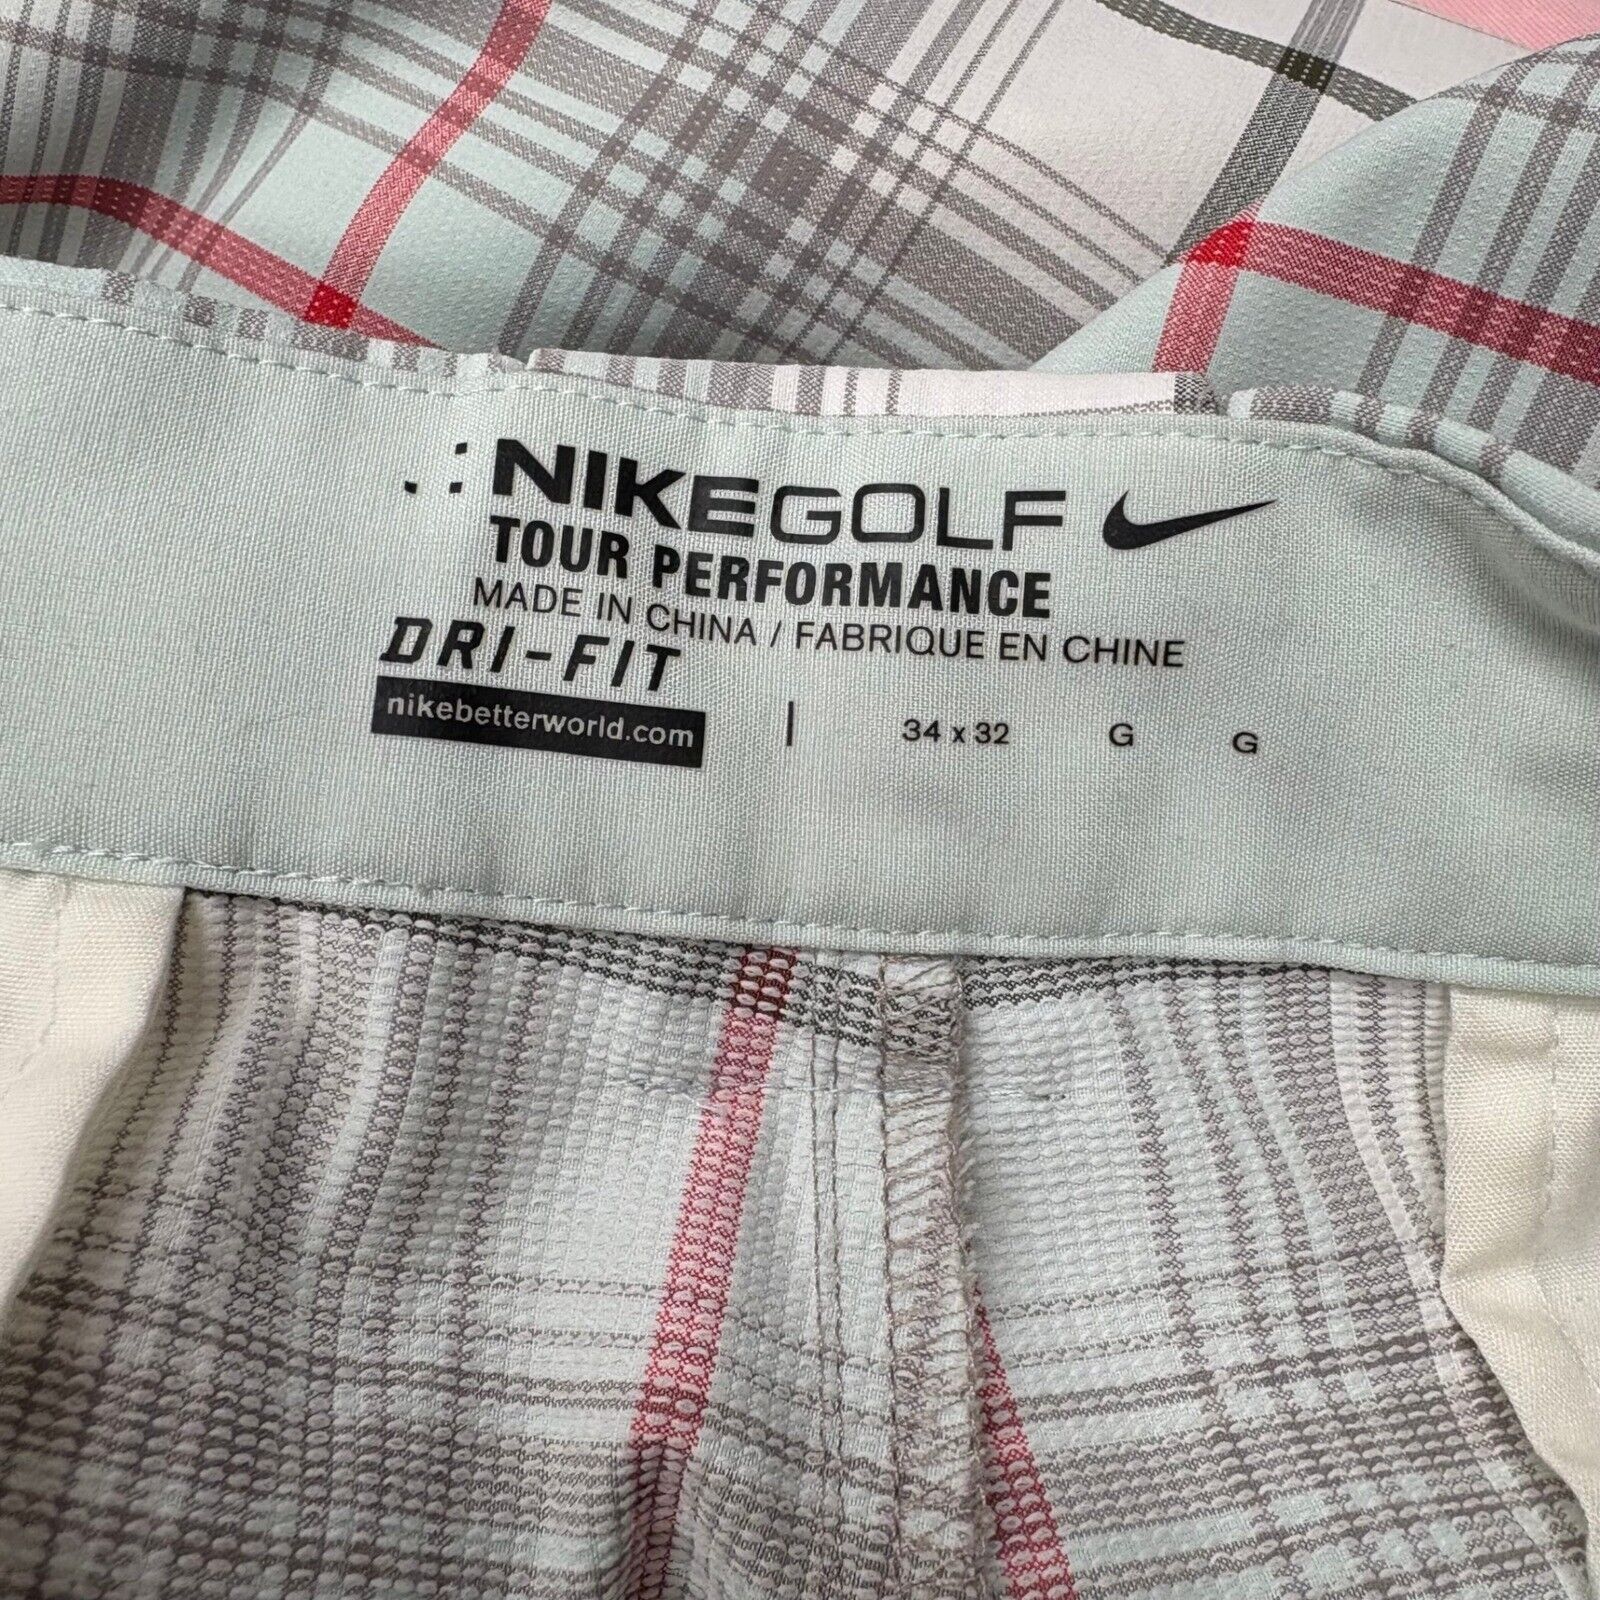 NIKEGOLF
TOUR PERFORMANCE
MADE IN CHINA / FABRIQUE EN CHINE
DRI-FIT
nikebetterworld.com | 34 x 32 G G